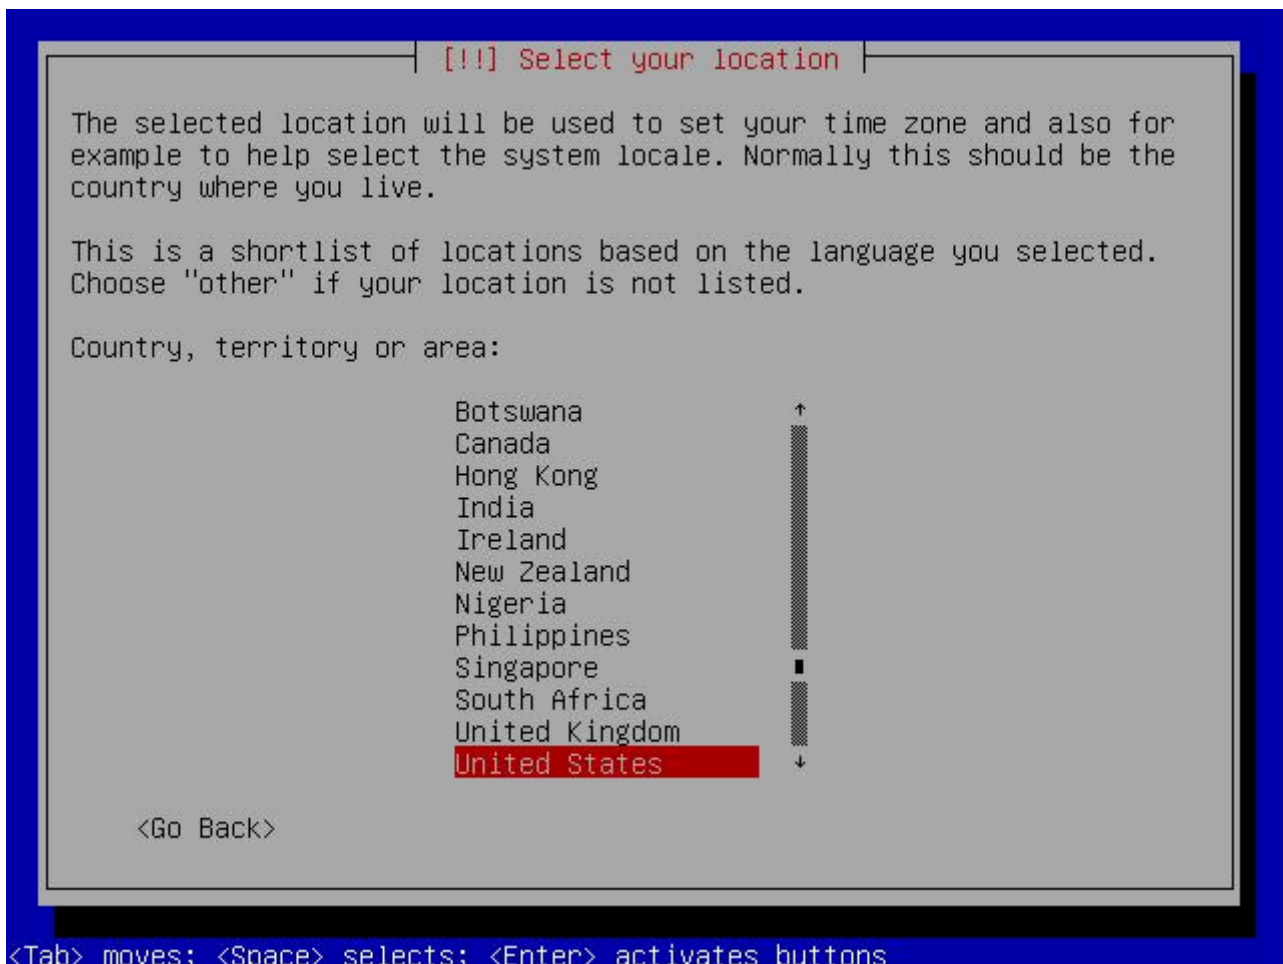 [!!] Select your location
The selected location will be used to set your time zone and also for
example to help select the system locale. Normally this should be the
country where you live.
This is a shortlist of locations based on the language you selected.
Choose "other" if your location is not listed.
Country, territory or area:
Botswana
Canada
Hong Kong
India
Ireland
New Zealand
Nigeria
Philippines
Singapore
South Africa
United Kingdom
United States
<Go Back>
<Tab> moves; <Space> selects; <Enter> activates buttons